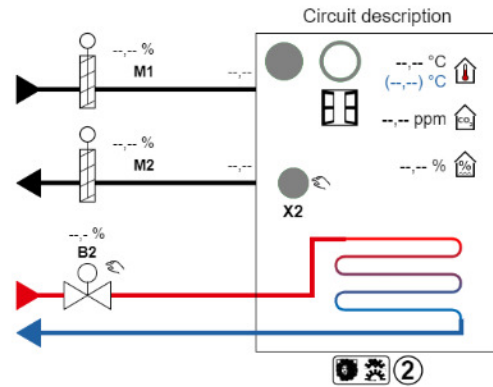 Circuit description
--,-- %
M1
--,--
--,-- °C
(--,--) °C
--,-- ppm
CO₂
--,-- %
M2
--,--
--,-- %
%
X2
--,- %
B2
2